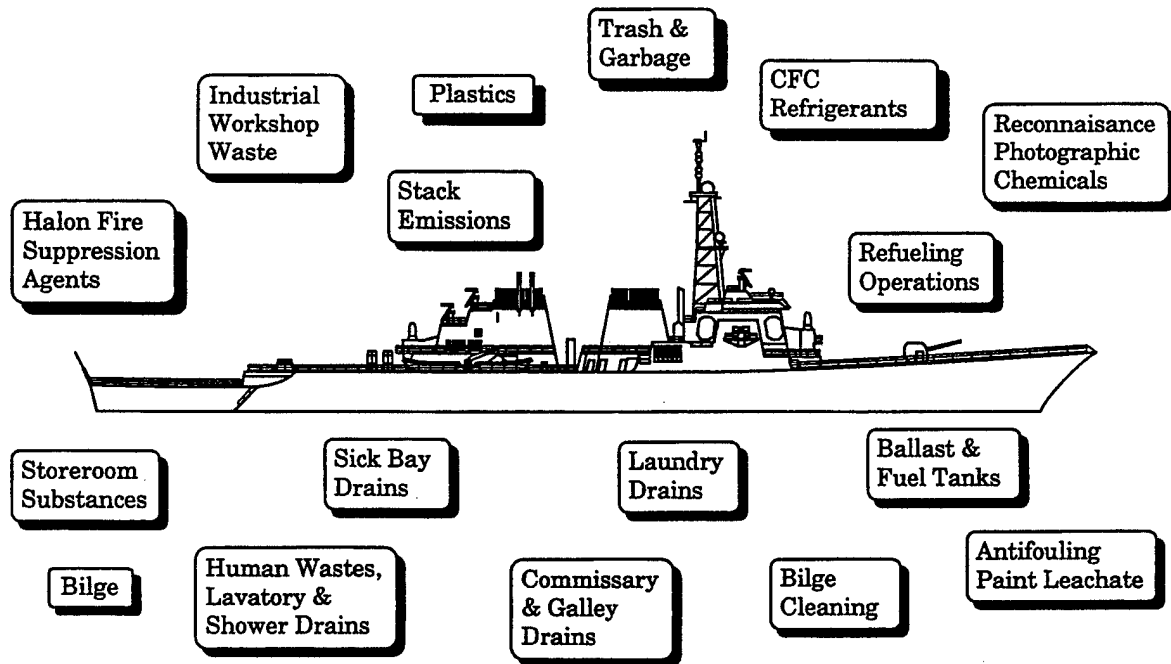 Trash &
Garbage
Plastics
CFC
Refrigerants
Industrial
Workshop
Waste
Reconnaisance
Photographic
Chemicals
Stack
Emissions
Halon Fire
Suppression
Agents
Refueling
Operations
Storeroom
Substances
Sick Bay
Drains
Laundry
Drains
Ballast &
Fuel Tanks
Bilge
Human Wastes,
Lavatory &
Shower Drains
Commissary
& Galley
Drains
Bilge
Cleaning
Antifouling
Paint Leachate